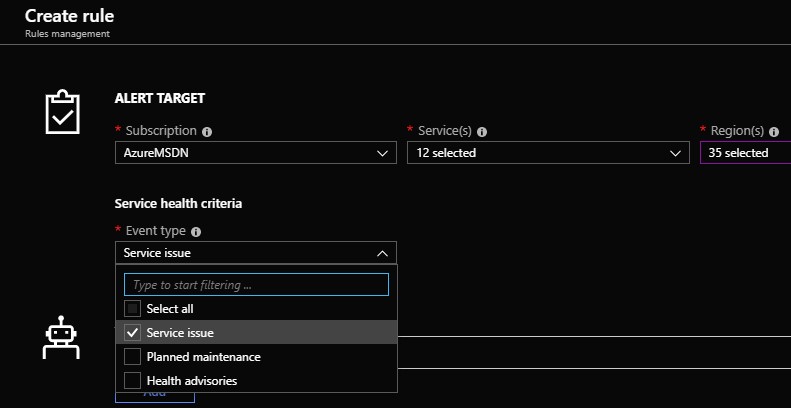 Create rule
Rules management
ALERT TARGET
* Subscription * Service(s) * Region(s)
AzureMSDN 12 selected 35 selected
Service health criteria
* Event type
Service issue
Type to start filtering ...
Select all
Service issue
Planned maintenance
Health advisories
Add